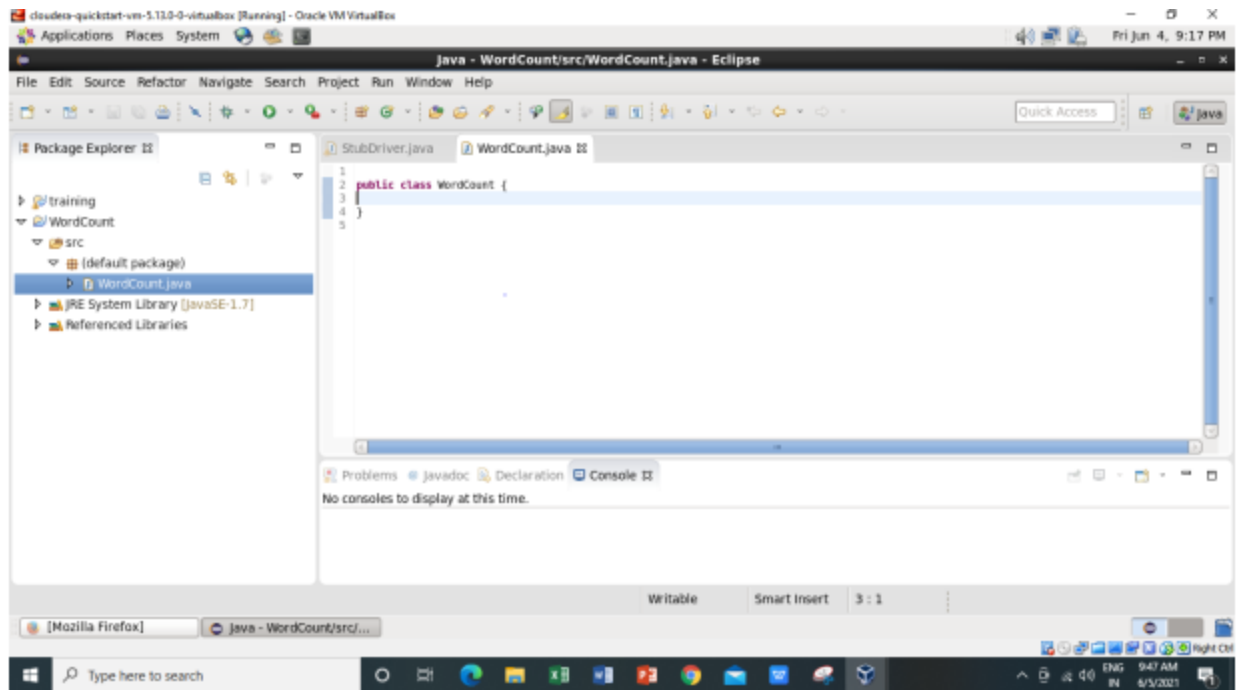 cloudera-quickstart-vm-5.13.0-0-virtualbox [Running] - Oracle VM VirtualBox
Applications Places System Fri Jun 4, 9:17 PM
Java - WordCount/src/WordCount.java - Eclipse
File Edit Source Refactor Navigate Search Project Run Window Help
Quick Access Java
Package Explorer StubDriver.java WordCount.java
1
2 public class WordCount {
3
4 }
5
training
WordCount
src
(default package)
WordCount.java
JRE System Library [JavaSE-1.7]
Referenced Libraries
Problems Javadoc Declaration Console
No consoles to display at this time.
Writable Smart Insert 3 : 1
[Mozilla Firefox] Java - WordCount/src/...
Right Ctrl
Type here to search ENG 9:47 AM
IN 6/5/2021